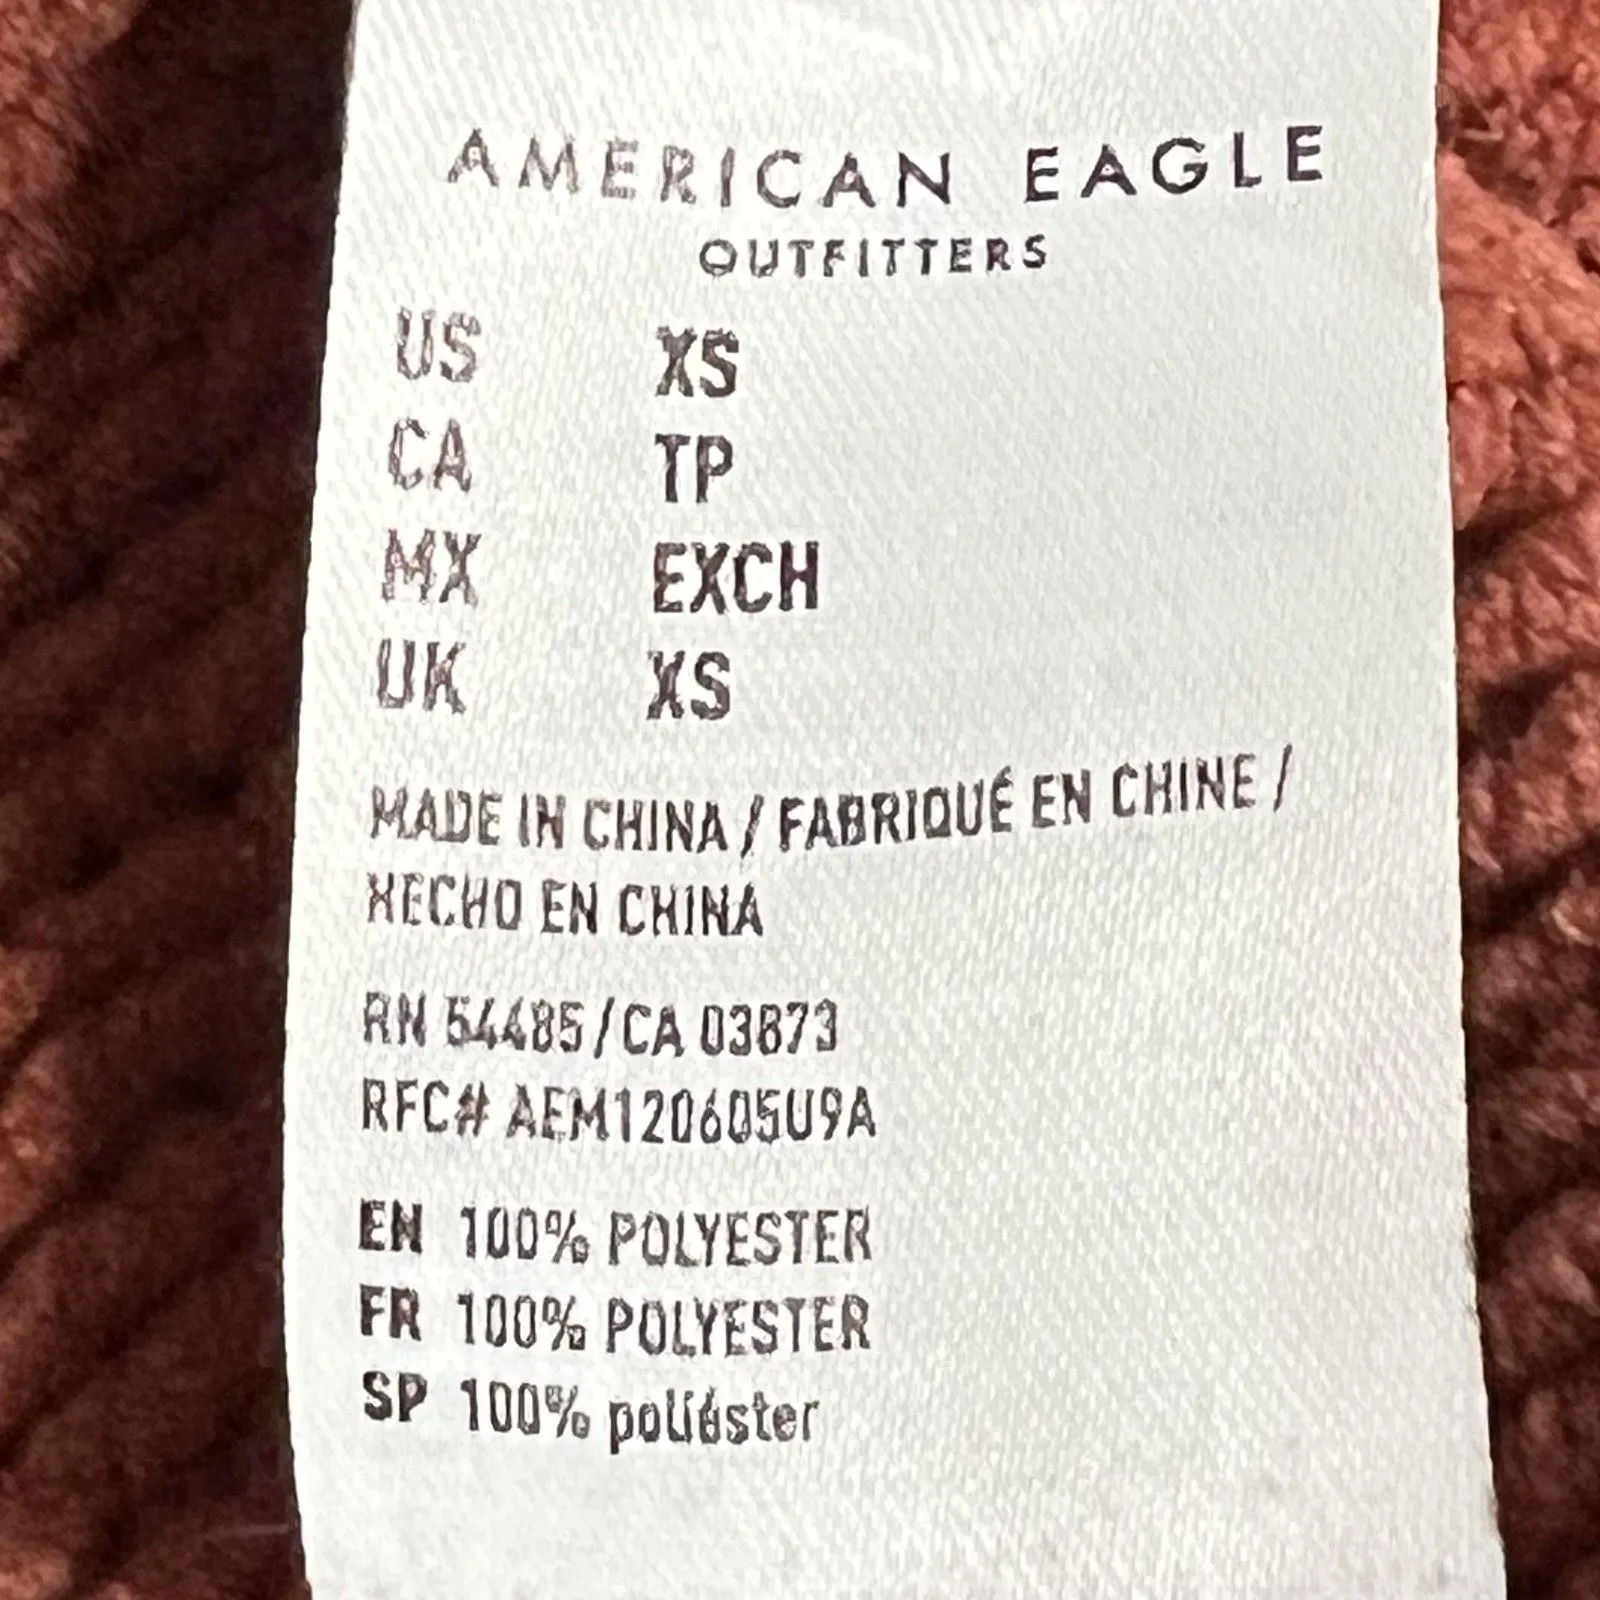 AMERICAN EAGLE
OUTFITTERS
US XS
CA TP
MX EXCH
UK XS
MADE IN CHINA / FABRIQUÉ EN CHINE /
HECHO EN CHINA
RN 54485/CA 03873
RFC# AEM120605U9A
EN 100% POLYESTER
FR 100% POLYESTER
SP 100% poliéster